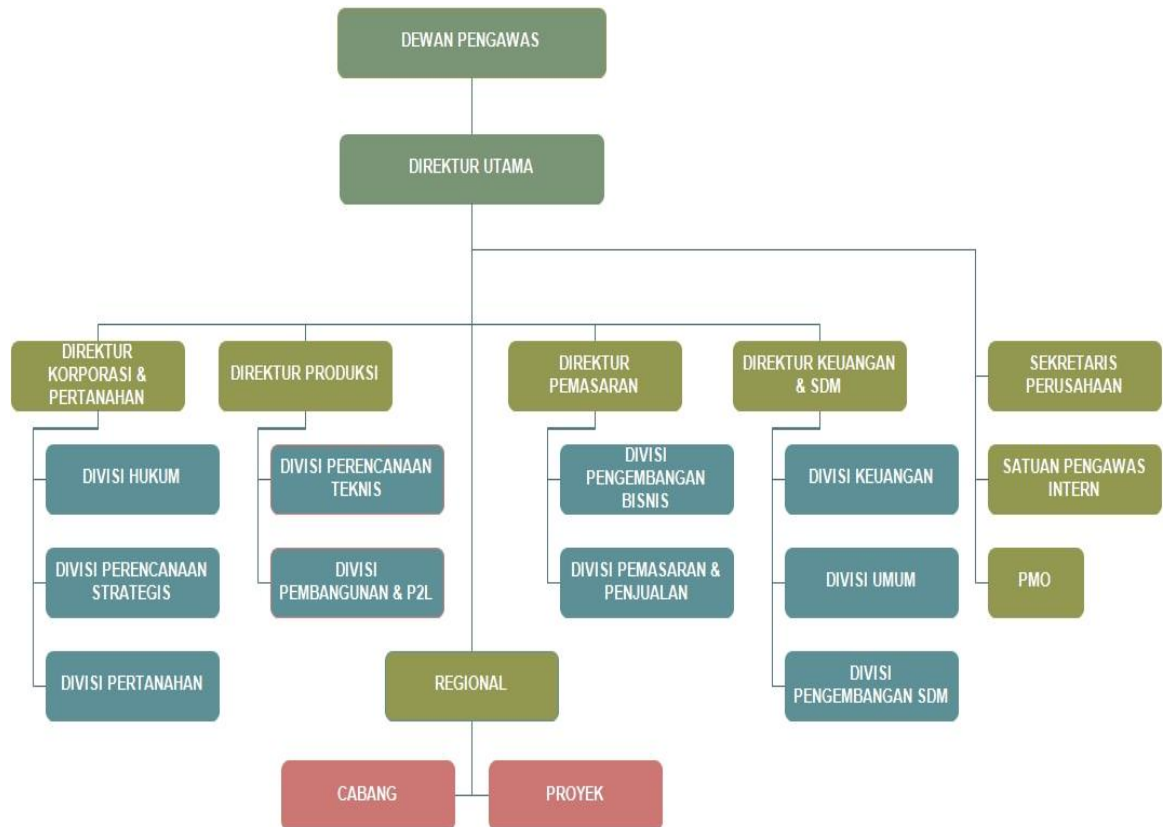 DEWAN PENGAWAS
DIREKTUR UTAMA
DIREKTUR
KORPORASI &
PERTANAHAN
DIREKTUR PRODUKSI
DIREKTUR
PEMASARAN
DIREKTUR KEUANGAN
& SDM
SEKRETARIS
PERUSAHAAN
DIVISI HUKUM
DIVISI PERENCANAAN
TEKNIS
DIVISI
PENGEMBANGAN
BISNIS
DIVISI KEUANGAN
SATUAN PENGAWAS
INTERN
DIVISI PERENCANAAN
STRATEGIS
DIVISI
PEMBANGUNAN & P2L
DIVISI PEMASARAN &
PENJUALAN
DIVISI UMUM
PMO
DIVISI PERTANAHAN
REGIONAL
DIVISI
PENGEMBANGAN SDM
CABANG
PROYEK